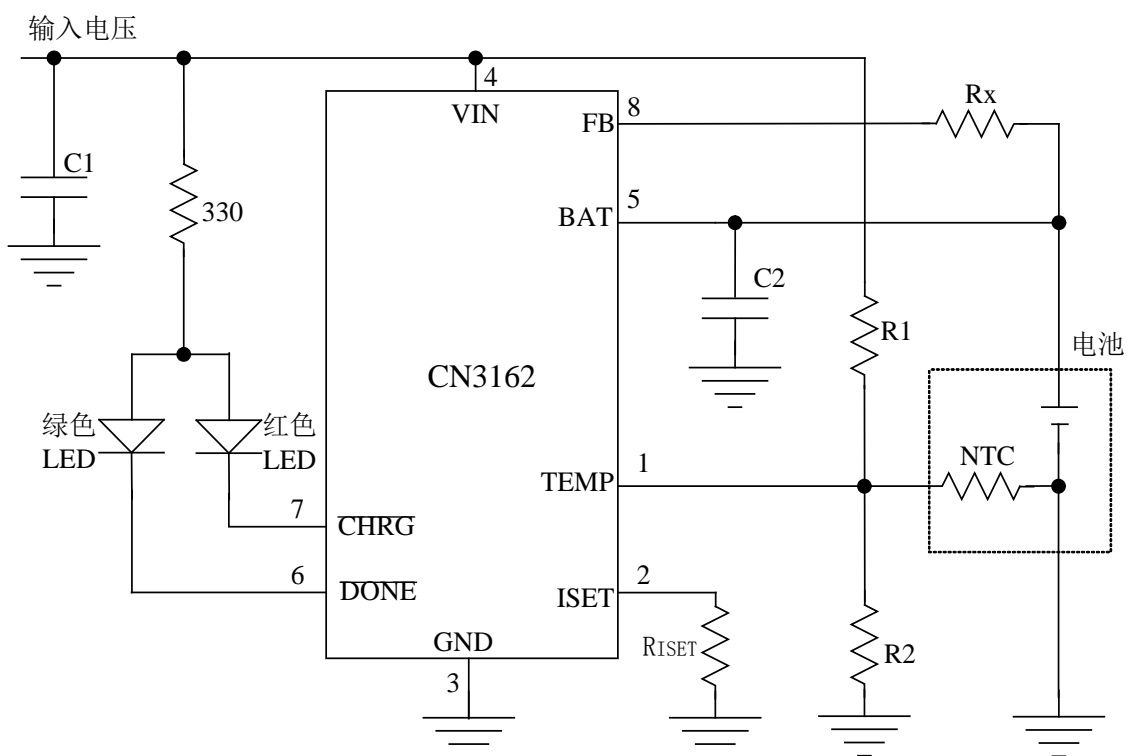 输入电压
4
VIN
8
FB
Rx
C1
330
5
BAT
C2
R1
电池
CN3162
绿色
LED
红色
LED
NTC
1
TEMP
7
CHRG
6
DONE
2
ISET
GND
RISET
R2
3